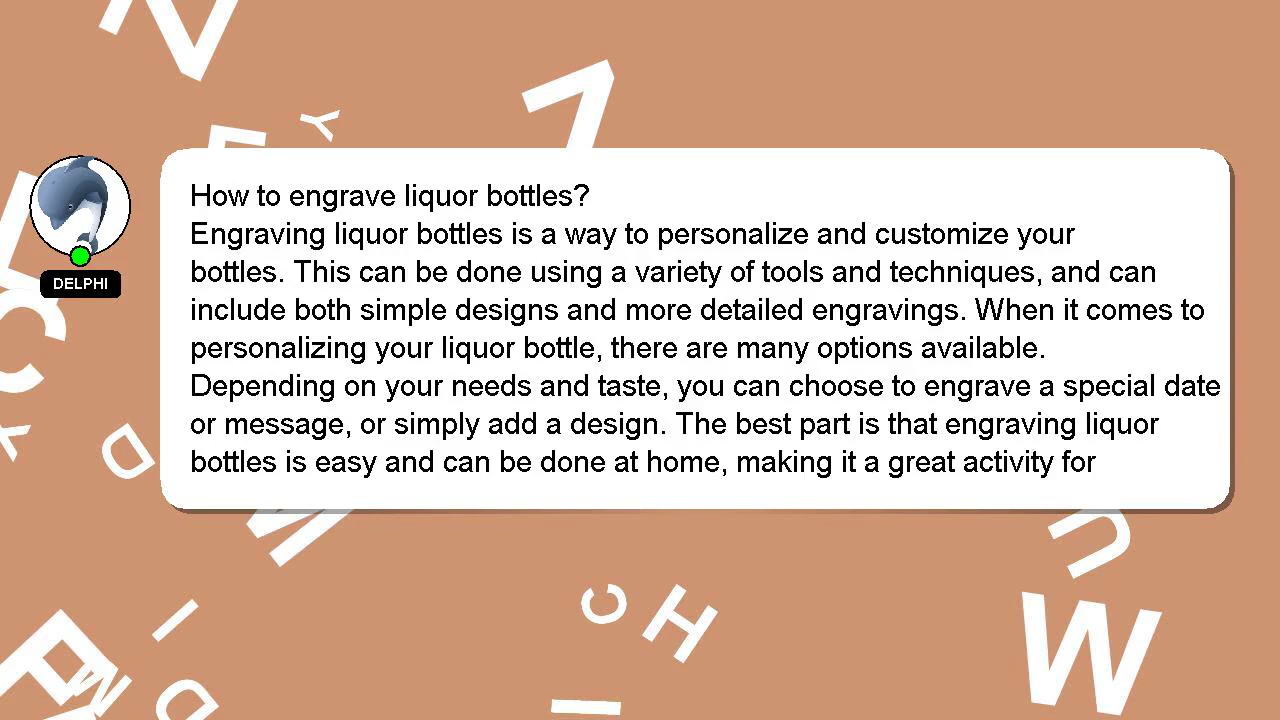 How to engrave liquor bottles?
Engraving liquor bottles is a way to personalize and customize your
bottles. This can be done using a variety of tools and techniques, and can
include both simple designs and more detailed engravings. When it comes to
personalizing your liquor bottle, there are many options available.
Depending on your needs and taste, you can choose to engrave a special date
or message, or simply add a design. The best part is that engraving liquor
bottles is easy and can be done at home, making it a great activity for
DELPHI